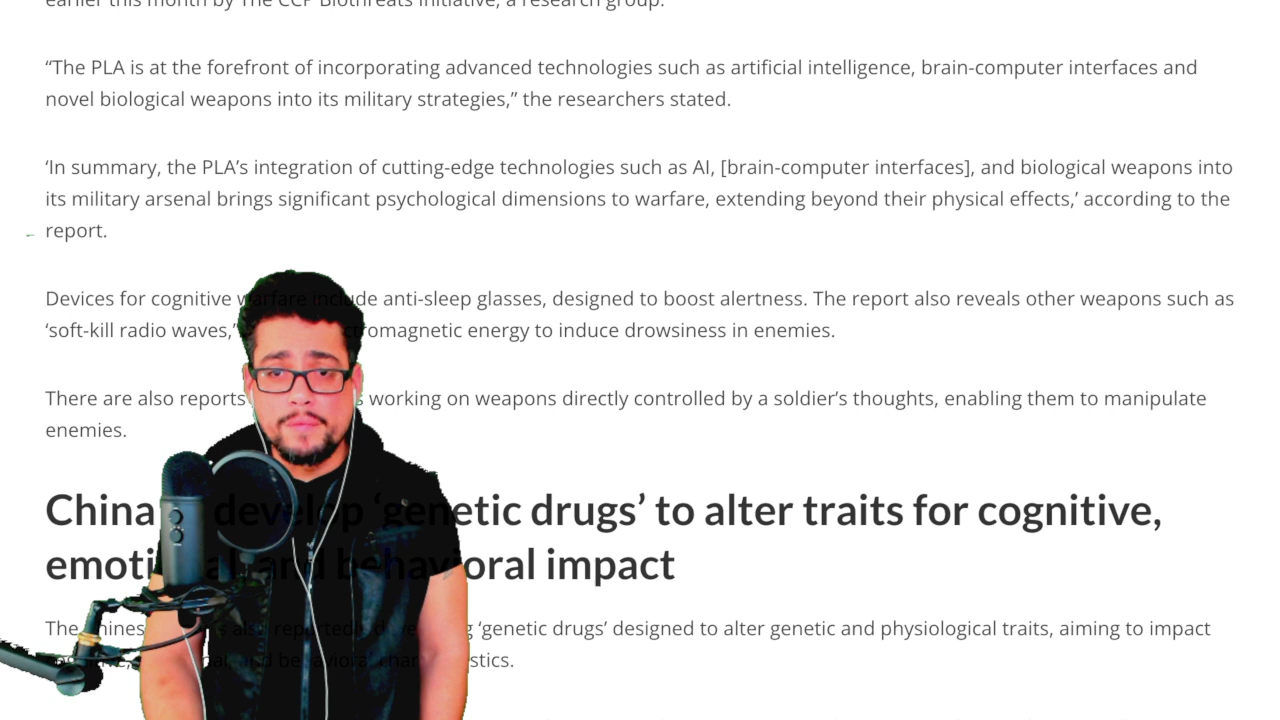 earlier this month by The CCP Biothreats Initiative, a research group.
“The PLA is at the forefront of incorporating advanced technologies such as artificial intelligence, brain-computer interfaces and
novel biological weapons into its military strategies,” the researchers stated.
‘In summary, the PLA’s integration of cutting-edge technologies such as AI, [brain-computer interfaces], and biological weapons into
its military arsenal brings significant psychological dimensions to warfare, extending beyond their physical effects,’ according to the
report.
Devices for cognitive warfare include anti-sleep glasses, designed to boost alertness. The report also reveals other weapons such as
‘soft-kill radio waves,’ electromagnetic energy to induce drowsiness in enemies.
There are also reports working on weapons directly controlled by a soldier’s thoughts, enabling them to manipulate
enemies.
China develop ‘genetic drugs’ to alter traits for cognitive,
emotional, and behavioral impact
The also reportedly ‘genetic drugs’ designed to alter genetic and physiological traits, aiming to impact
and behavioral characteristics.